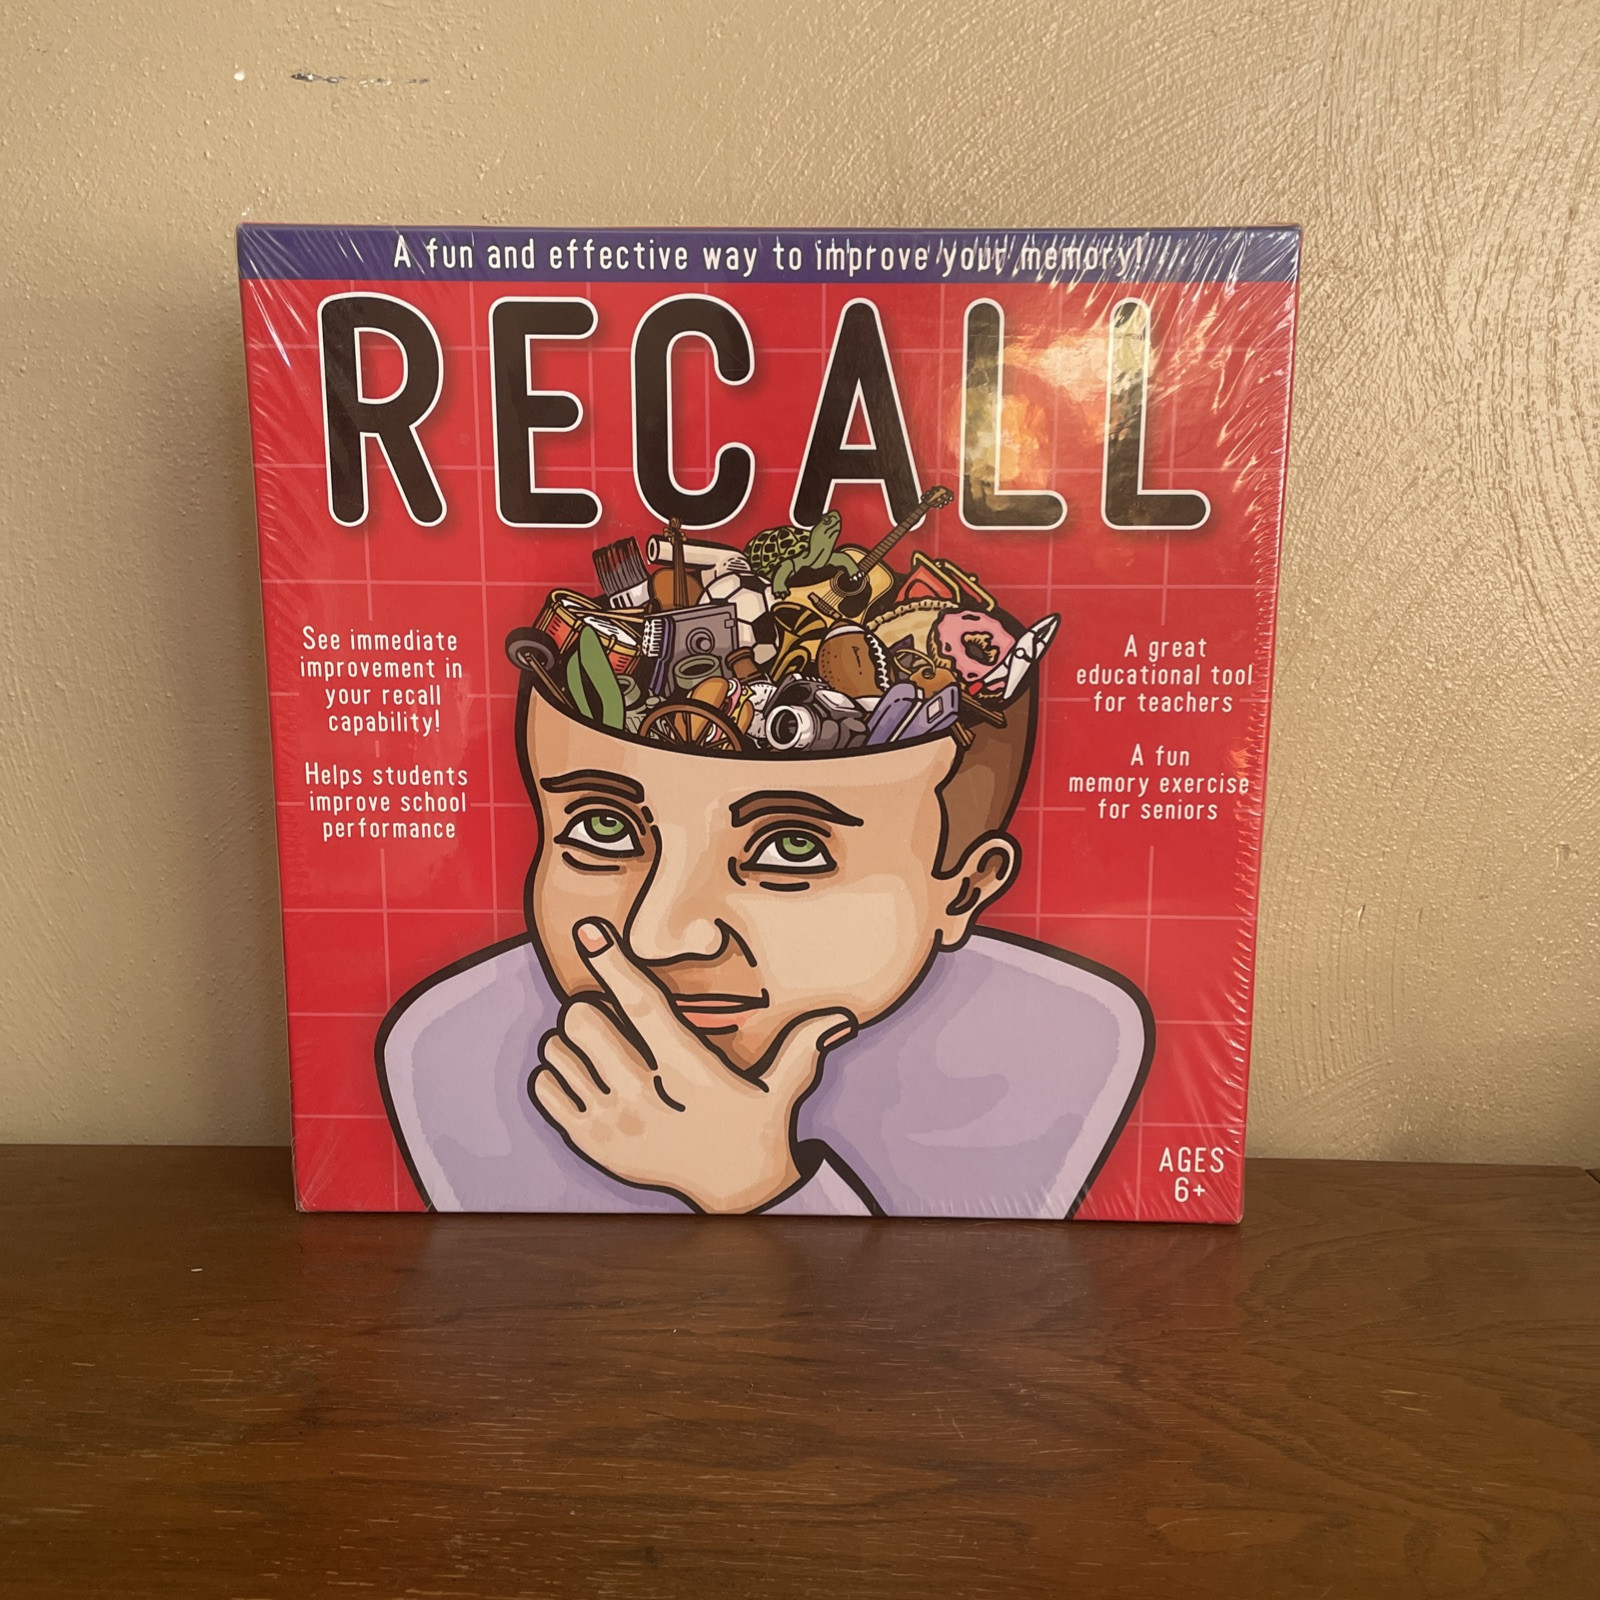 A fun and effective way to improve your memory!
RECALL
See immediate
improvement in
your recall
capability!
Helps students
improve school
performance
A great
educational tool
for teachers
A fun
memory exercise
for seniors
AGES
6+